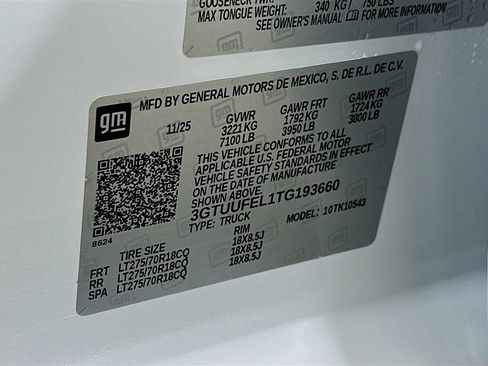 GOOSENECK TWR:
MAX TONGUE WEIGHT: 340 KG / 750 LBS
SEE OWNER'S MANUAL FOR MORE INFORMATION
gm
MFD BY GENERAL MOTORS DE MEXICO, S. DE R.L. DE C.V.
11/25 GVWR GAWR FRT GAWR RR
3221 KG 1792 KG 1724 KG
7100 LB 3950 LB 3800 LB
THIS VEHICLE CONFORMS TO ALL
APPLICABLE U.S. FEDERAL MOTOR
VEHICLE SAFETY STANDARDS IN EFFECT
ON THE DATE OF MANUFACTURE
SHOWN ABOVE.
3GTUUFEL1TG193660
TYPE: TRUCK MODEL: 10TK10543
8624
TIRE SIZE RIM
FRT LT275/70R18CQ 18X8.5J
RR LT275/70R18CQ 18X8.5J
SPA LT275/70R18CQ 18X8.5J